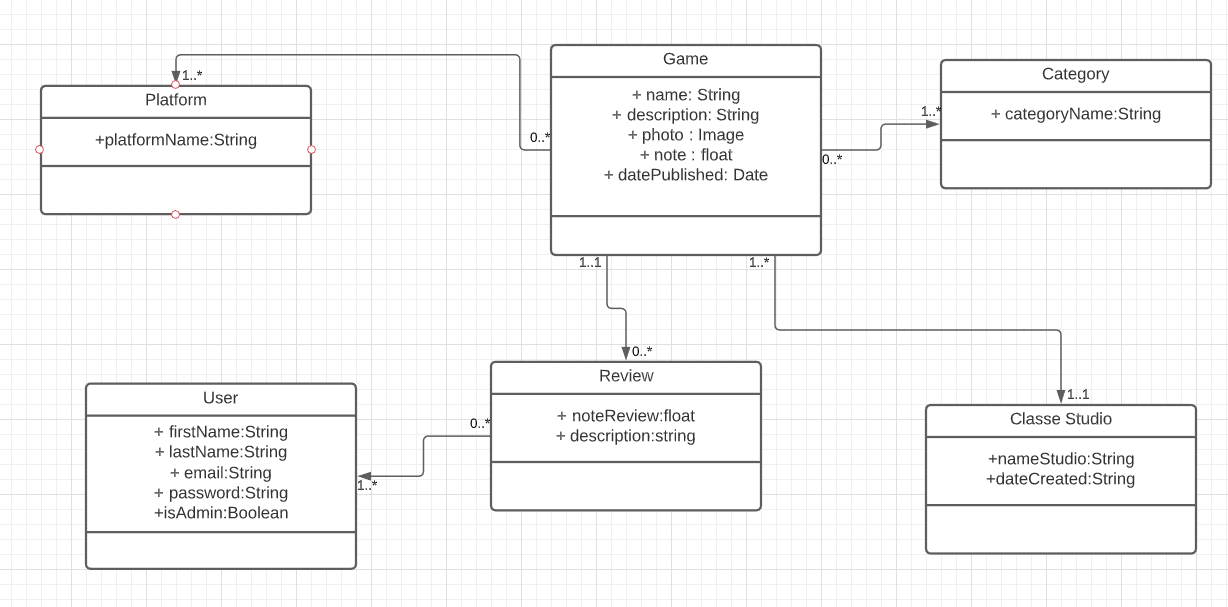 1..*
Platform
+platformName:String
0..*
Game
+ name: String
+ description: String
+ photo : Image
+ note : float
+ datePublished: Date
0..*
1..*
Category
+ categoryName:String
1..1
1..*
0..*
Review
+ noteReview:float
+ description:string
0..*
1..*
User
+ firstName:String
+ lastName:String
+ email:String
+ password:String
+isAdmin:Boolean
1..1
Classe Studio
+nameStudio:String
+dateCreated:String